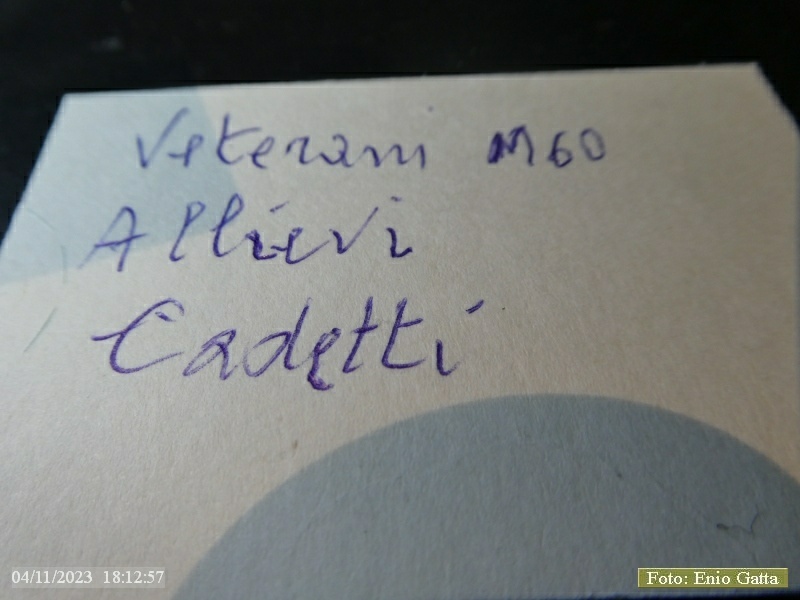 Veterani M60
Allievi
Cadetti
04/11/2023 18:12:57
Foto: Enio Gatta